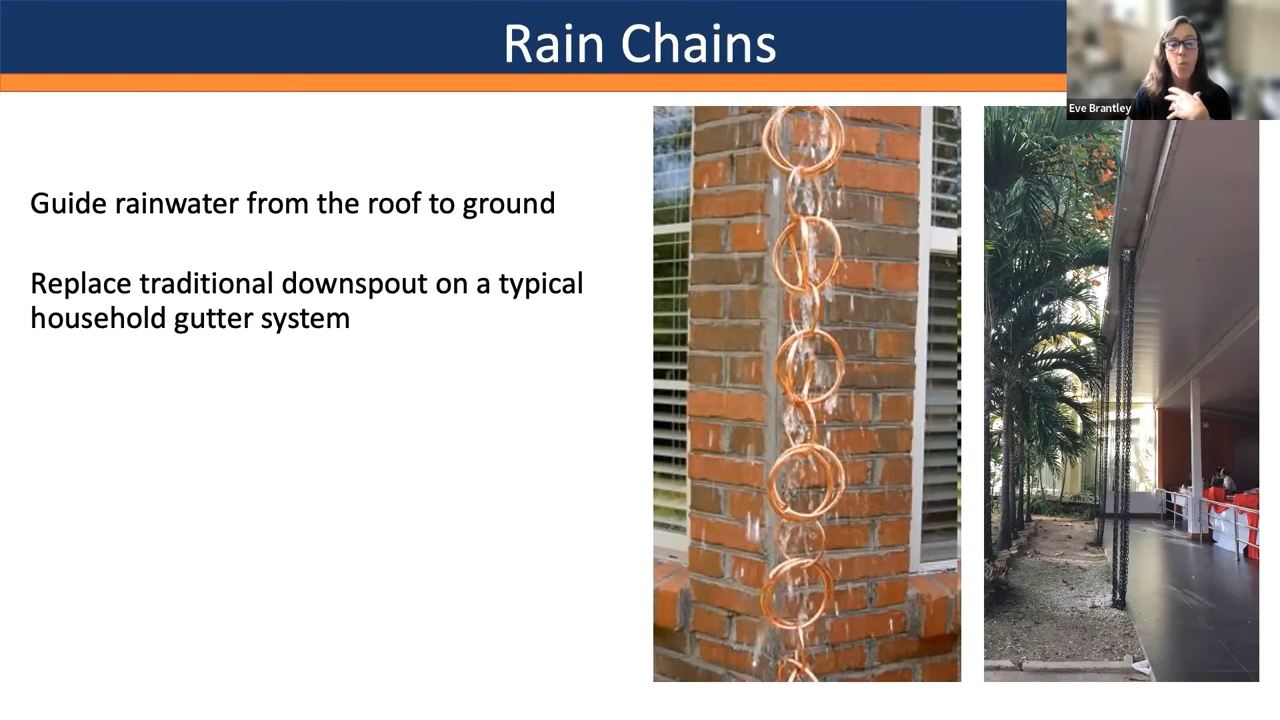 Rain Chains
Eve Brantley
Guide rainwater from the roof to ground
Replace traditional downspout on a typical
household gutter system